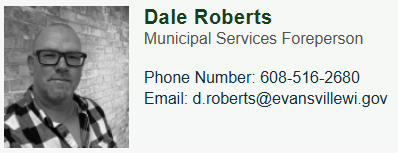 Dale Roberts
Municipal Services Foreperson
Phone Number: 608-516-2680
Email: d.roberts@evansvillewi.gov